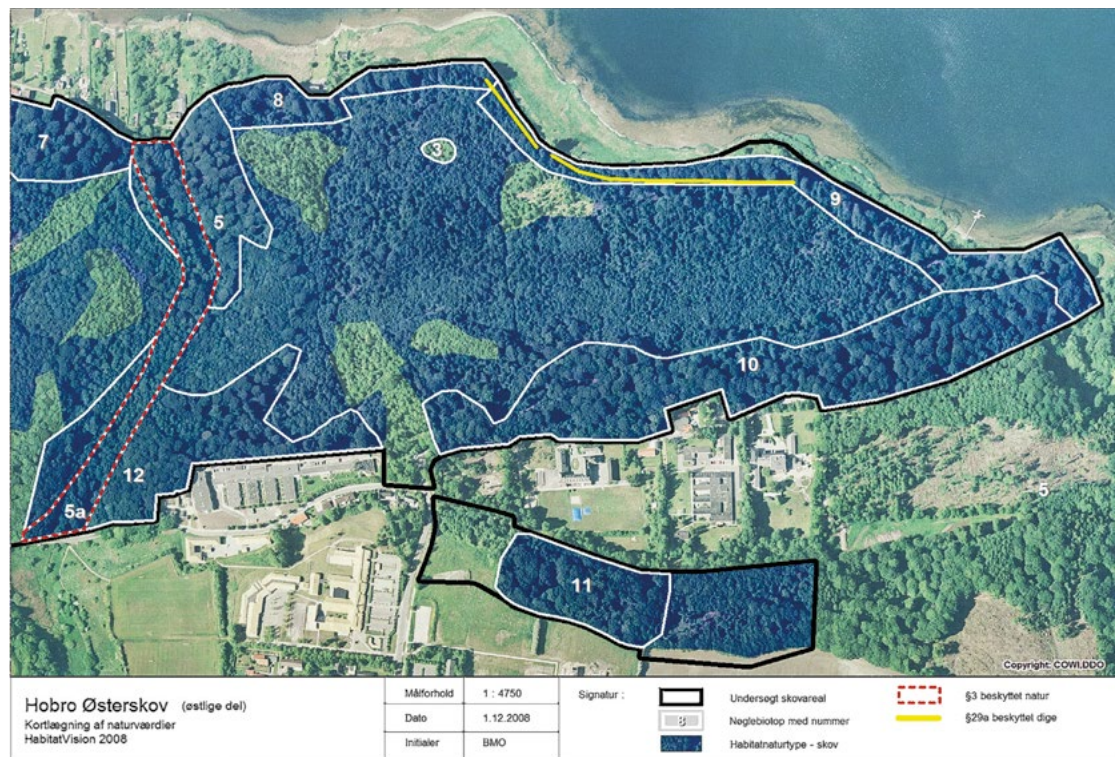 8
7
3
5
9
10
12
5
5a
11
Copyright: COWI.DDO
Hobro Østerskov (østlige del)
Kortlægning af naturværdier
HabitatVision 2008
Målforhold 1 : 4750
Dato 1.12.2008
Initialer BMO
Signatur :
Undersøgt skovareal
Nøglebiotop med nummer
Habitatnaturtype - skov
§3 beskyttet natur
§29a beskyttet dige